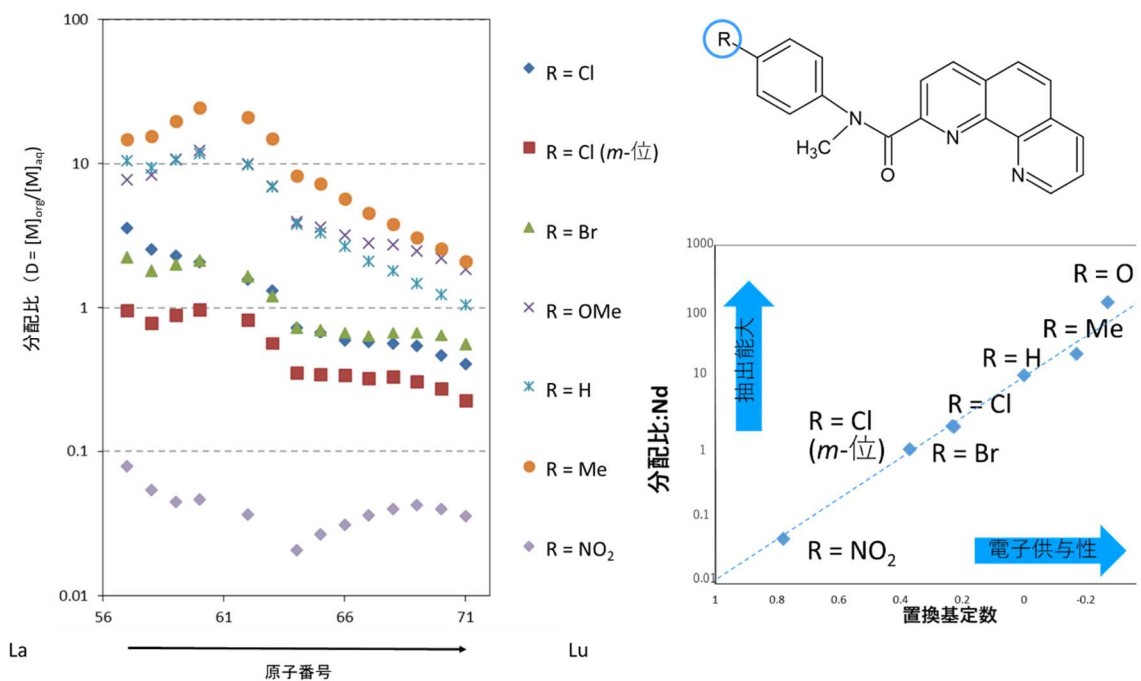 100
10
1
0.1
0.01
分配比 （D = [M]org/[M]aq）
56
61
66
71
La
Lu
原子番号
R = Cl
R = Cl (m-位)
R = Br
R = OMe
R = H
R = Me
R = NO2
R
N
H3C
O
N
N
1000
100
10
1
0.1
0.01
分配比:Nd
抽出能大
R = O
R = Me
R = H
R = Cl
R = Cl
(m-位)
R = Br
R = NO2
電子供与性
1
0.8
0.6
0.4
0.2
0
-0.2
置換基定数